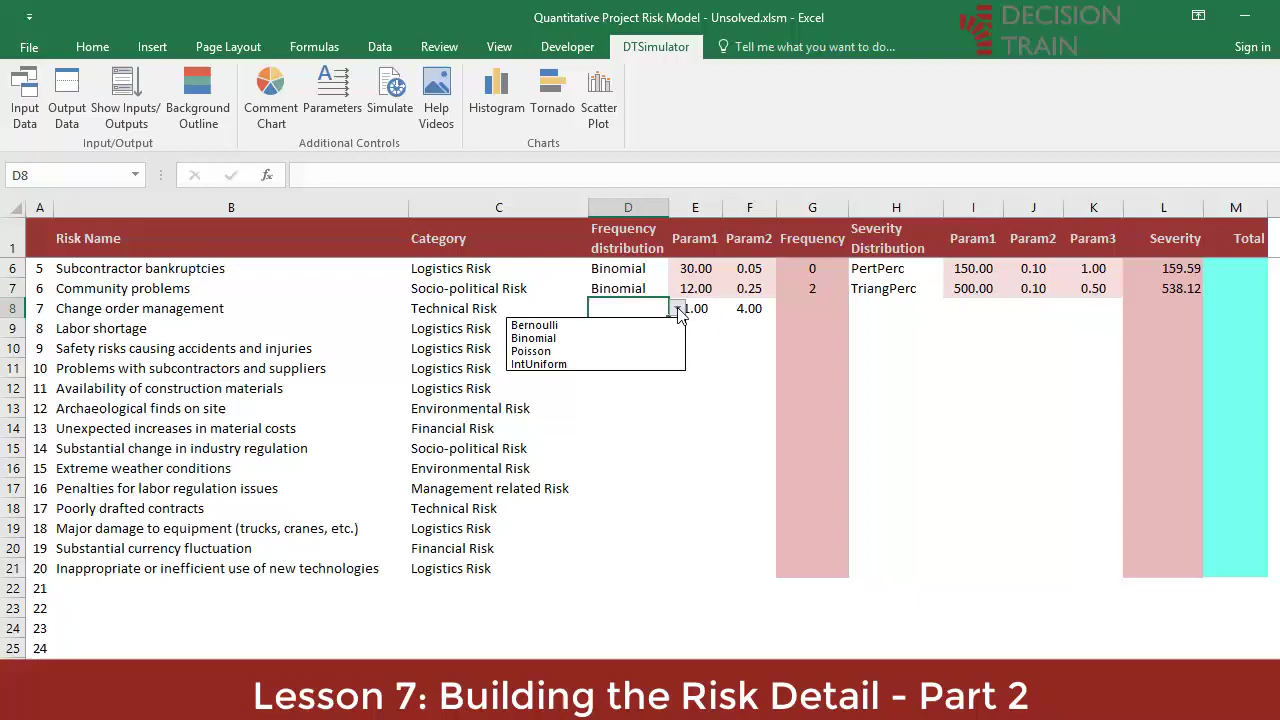 Quantitative Project Risk Model - Unsolved.xlsm - Excel
DECISION
TRAIN
File Home Insert Page Layout Formulas Data Review View Developer DTSimulator Tell me what you want to do... Sign in
Input Data
Output Data
Show Inputs/ Outputs
Background Outline
Comment Chart
Parameters
Simulate
Help Videos
Histogram
Tornado
Scatter Plot
Input/Output
Additional Controls
Charts
D8 fx
A B C D E F G H I J K L M
1 Risk Name Category Frequency distribution Param1 Param2 Frequency Severity Distribution Param1 Param2 Param3 Severity Total
6 5 Subcontractor bankruptcies Logistics Risk Binomial 30.00 0.05 0 PertPerc 150.00 0.10 1.00 159.59
7 6 Community problems Socio-political Risk Binomial 12.00 0.25 2 TriangPerc 500.00 0.10 0.50 538.12
8 7 Change order management Technical Risk 1.00 4.00
Bernoulli
Binomial
Poisson
IntUniform
9 8 Labor shortage Logistics Risk
10 9 Safety risks causing accidents and injuries Logistics Risk
11 10 Problems with subcontractors and suppliers Logistics Risk
12 11 Availability of construction materials Logistics Risk
13 12 Archaeological finds on site Environmental Risk
14 13 Unexpected increases in material costs Financial Risk
15 14 Substantial change in industry regulation Socio-political Risk
16 15 Extreme weather conditions Environmental Risk
17 16 Penalties for labor regulation issues Management related Risk
18 17 Poorly drafted contracts Technical Risk
19 18 Major damage to equipment (trucks, cranes, etc.) Logistics Risk
20 19 Substantial currency fluctuation Financial Risk
21 20 Inappropriate or inefficient use of new technologies Logistics Risk
22 21
23 22
24 23
25 24
Lesson 7: Building the Risk Detail - Part 2